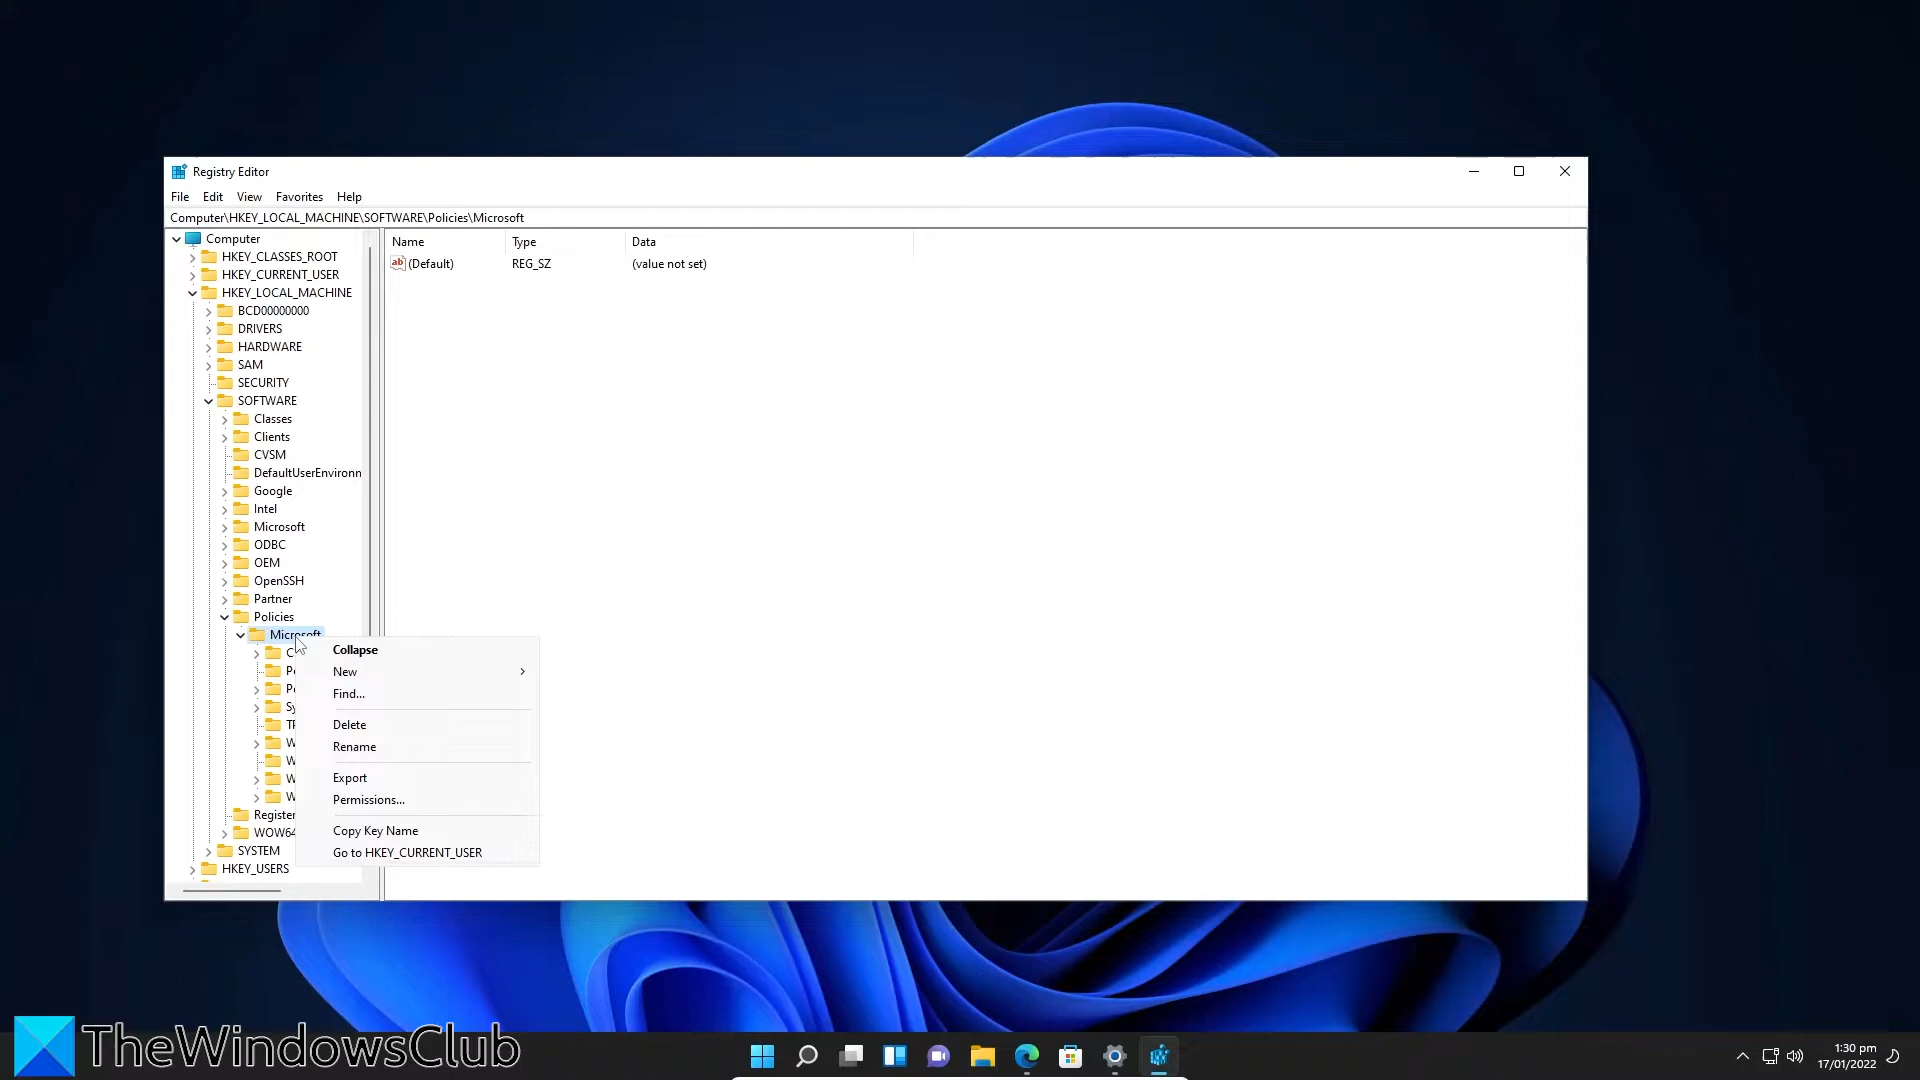 Registry Editor
File Edit View Favorites Help
Computer\HKEY_LOCAL_MACHINE\SOFTWARE\Policies\Microsoft
Computer
HKEY_CLASSES_ROOT
HKEY_CURRENT_USER
HKEY_LOCAL_MACHINE
BCD00000000
DRIVERS
HARDWARE
SAM
SECURITY
SOFTWARE
Classes
Clients
CVSM
DefaultUserEnvironn
Google
Intel
Microsoft
ODBC
OEM
OpenSSH
Partner
Policies
Microsoft
Register
WOW64
SYSTEM
HKEY_USERS
Name Type Data
(Default) REG_SZ (value not set)
Collapse
New
Find...
Delete
Rename
Export
Permissions...
Copy Key Name
Go to HKEY_CURRENT_USER
TheWindowsClub
1:30 pm
17/01/2022